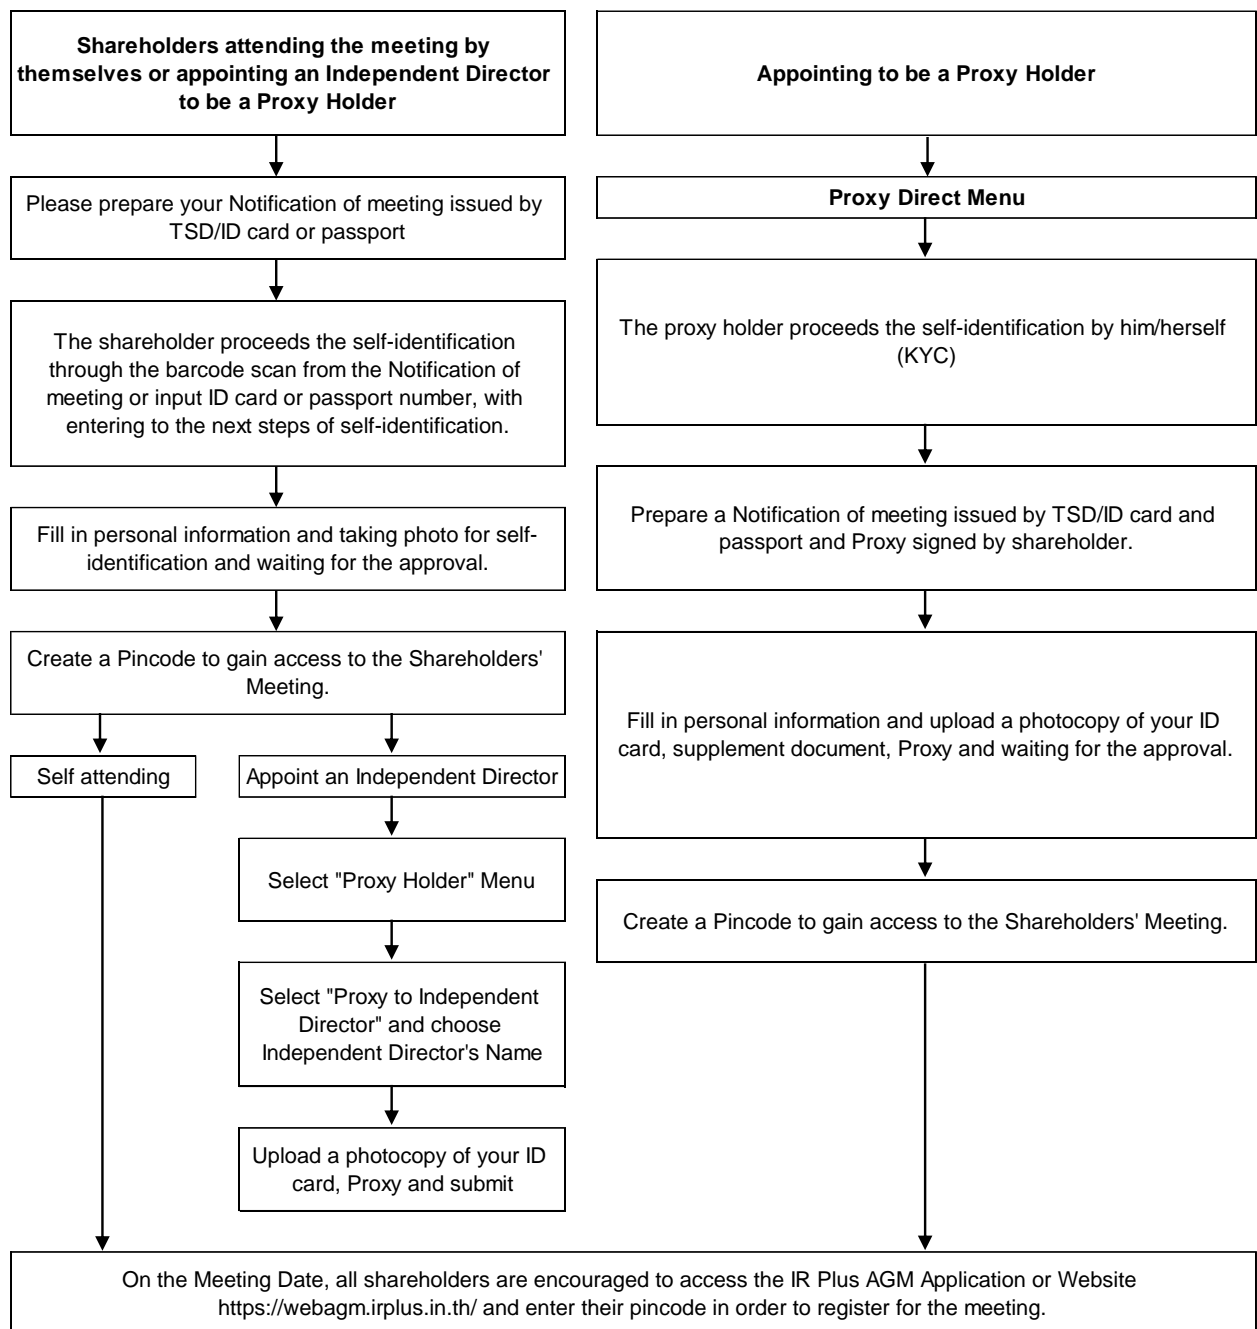 Shareholders attending the meeting by
themselves or appointing an Independent Director
to be a Proxy Holder
Please prepare your Notification of meeting issued by
TSD/ID card or passport
The shareholder proceeds the self-identification
through the barcode scan from the Notification of
meeting or input ID card or passport number, with
entering to the next steps of self-identification.
Fill in personal information and taking photo for self-
identification and waiting for the approval.
Create a Pincode to gain access to the Shareholders'
Meeting.
Self attending
Appoint an Independent Director
Select "Proxy Holder" Menu
Select "Proxy to Independent
Director" and choose
Independent Director's Name
Upload a photocopy of your ID
card, Proxy and submit
Appointing to be a Proxy Holder
Proxy Direct Menu
The proxy holder proceeds the self-identification by him/herself
(KYC)
Prepare a Notification of meeting issued by TSD/ID card and
passport and Proxy signed by shareholder.
Fill in personal information and upload a photocopy of your ID
card, supplement document, Proxy and waiting for the approval.
Create a Pincode to gain access to the Shareholders' Meeting.
On the Meeting Date, all shareholders are encouraged to access the IR Plus AGM Application or Website
https://webagm.irplus.in.th/ and enter their pincode in order to register for the meeting.